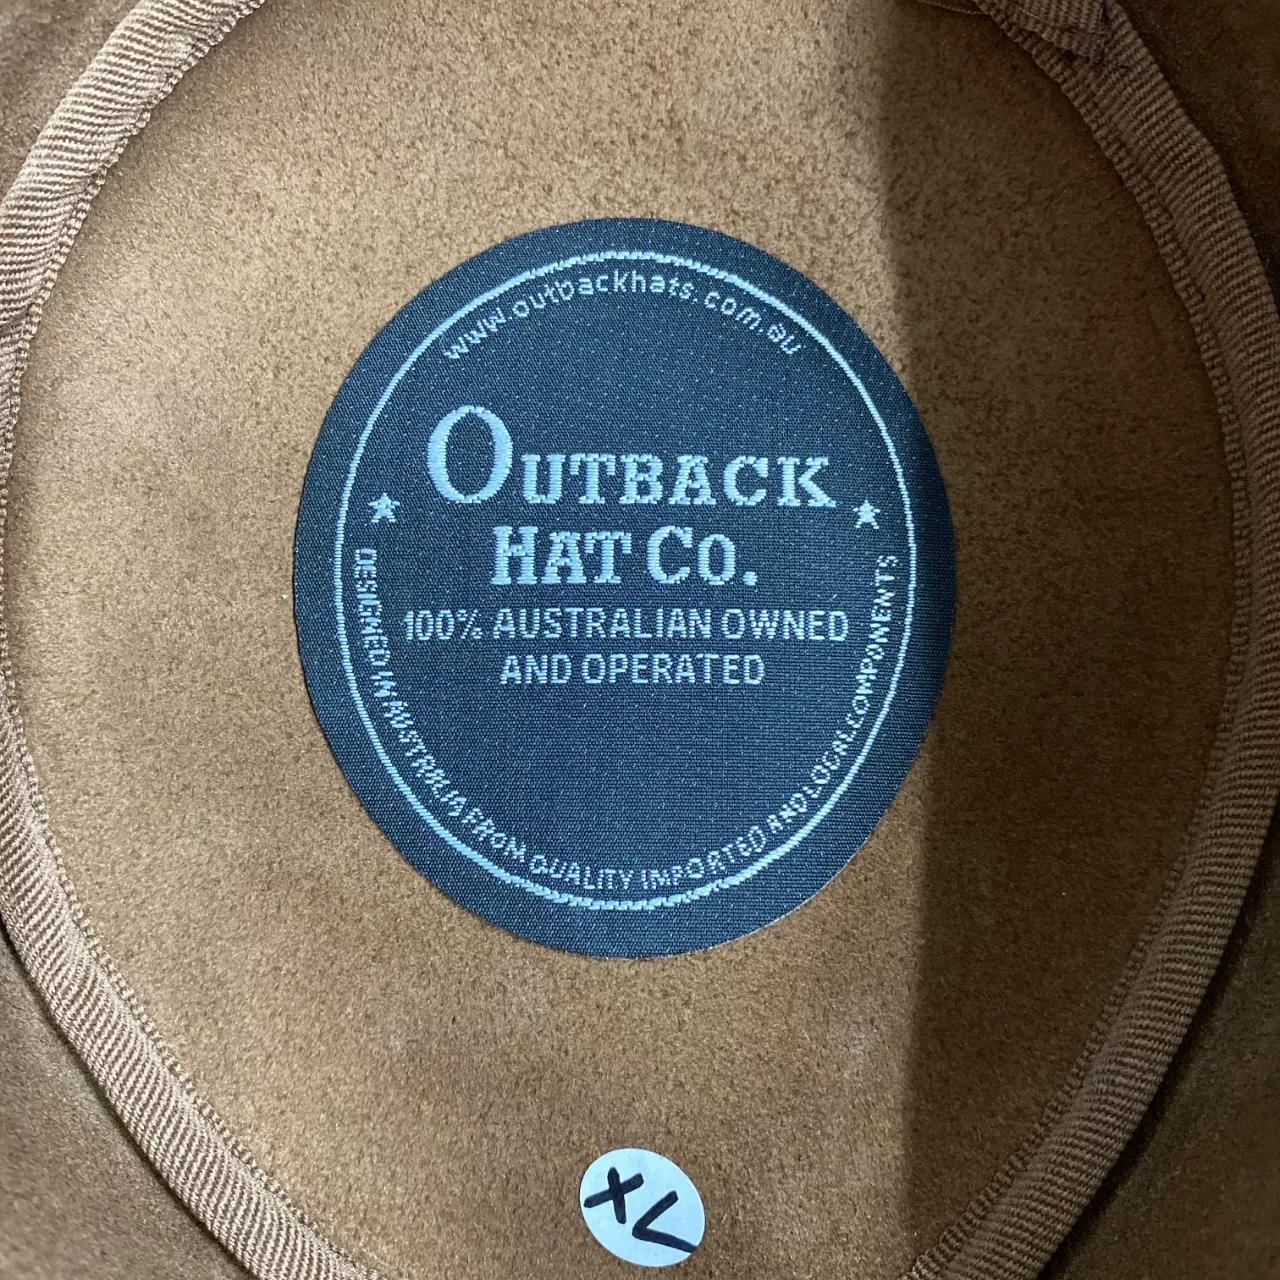 www.outbackhats.com.au
OUTBACK
HAT CO.
100% AUSTRALIAN OWNED
AND OPERATED
DESIGNED IN AUSTRALIA FROM QUALITY IMPORTED AND LOCAL COMPONENTS
XL